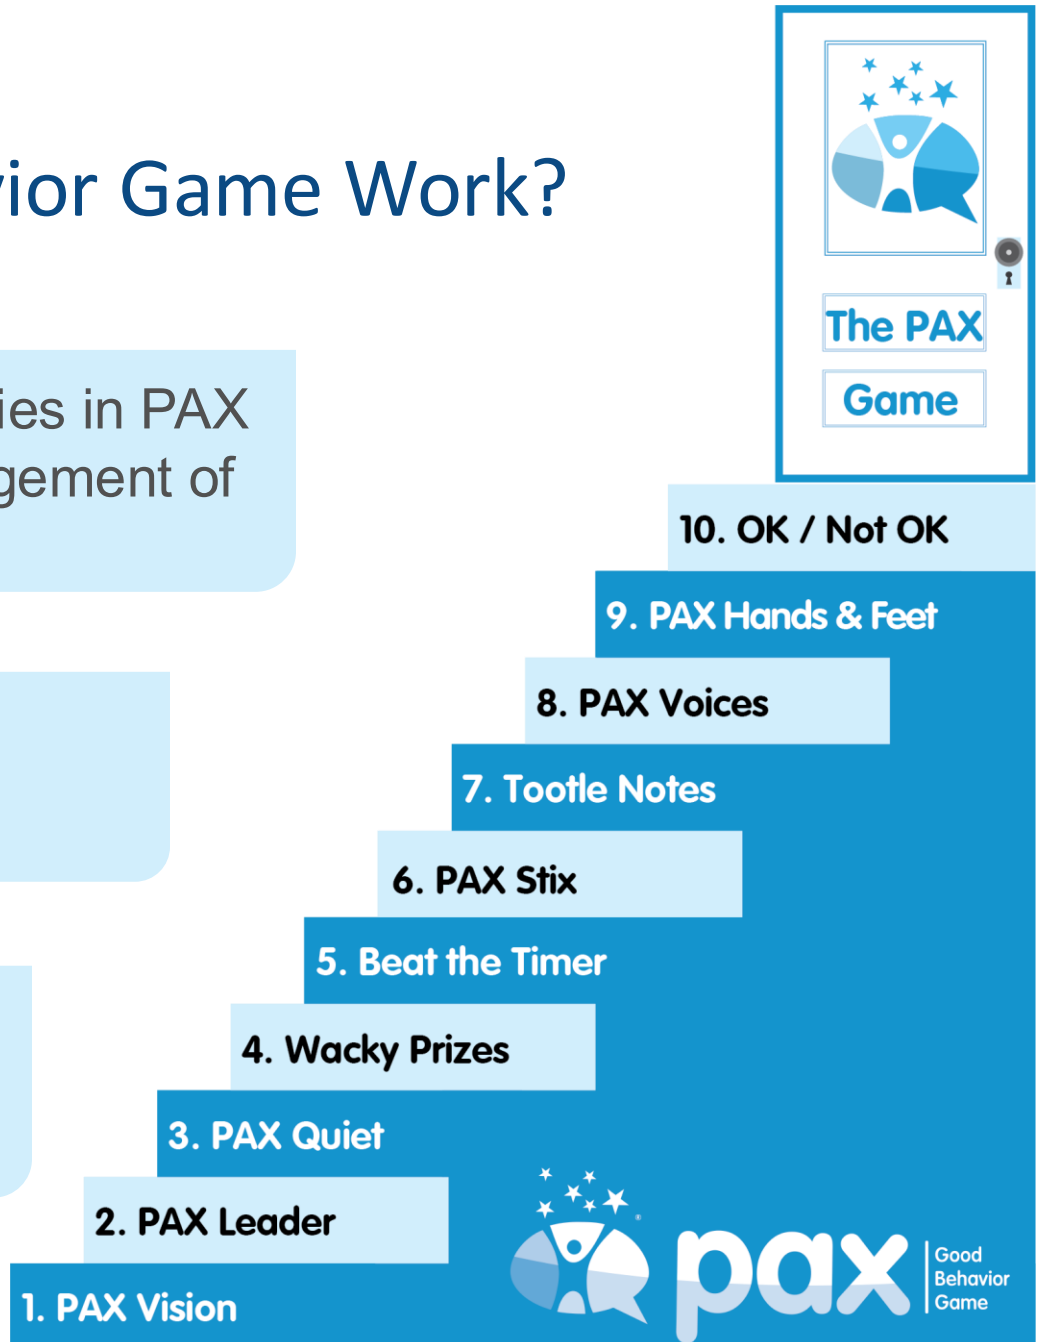 vior Game Work?
ies in PAX
gement of
The PAX
Game
10. OK / Not OK
9. PAX Hands & Feet
8. PAX Voices
7. Tootle Notes
6. PAX Stix
5. Beat the Timer
4. Wacky Prizes
3. PAX Quiet
2. PAX Leader
1. PAX Vision
pax
Good
Behavior
Game
®